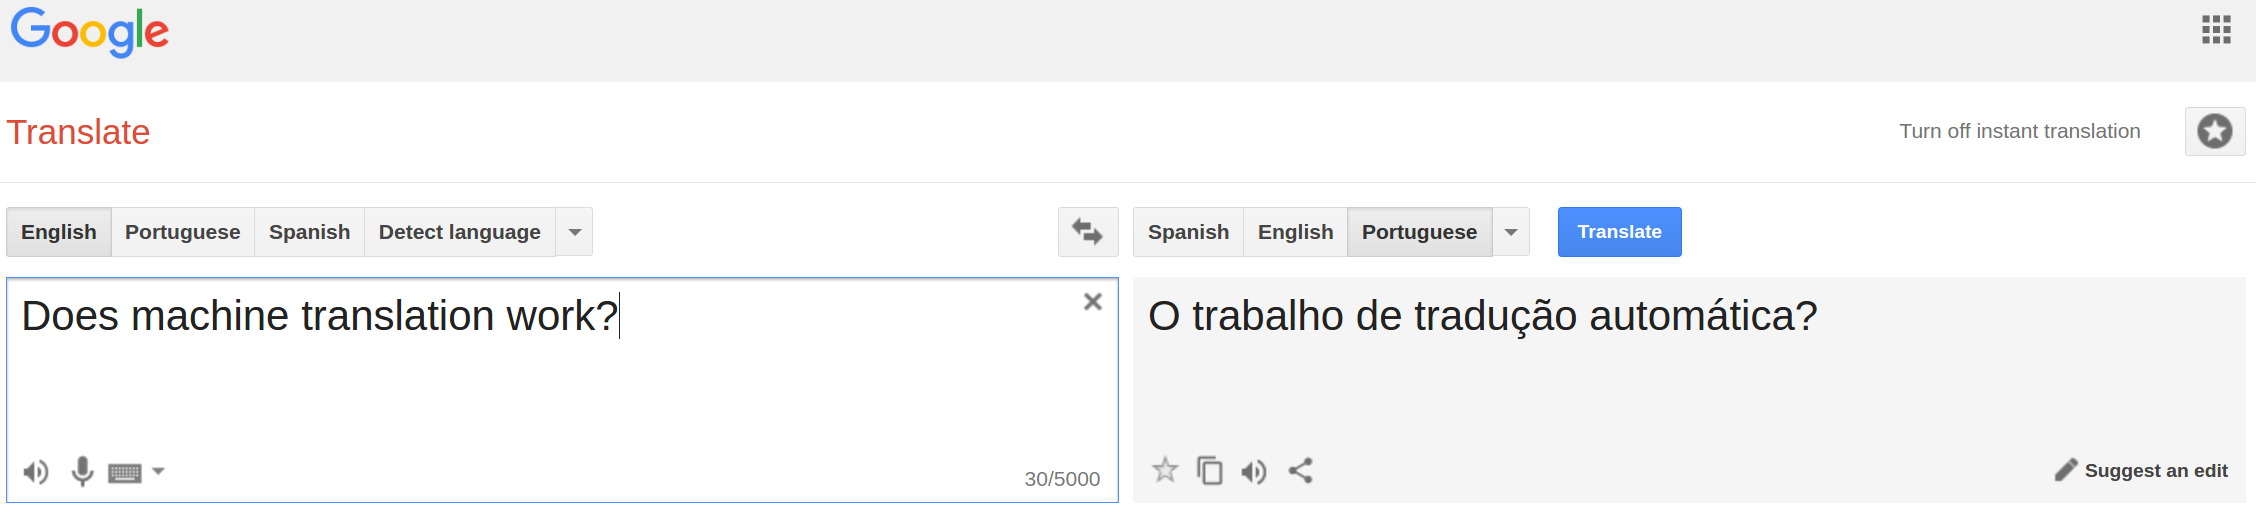 Google
Translate
Turn off instant translation
English Portuguese Spanish Detect language
Spanish English Portuguese Translate
Does machine translation work?
30/5000
O trabalho de tradução automática?
Suggest an edit